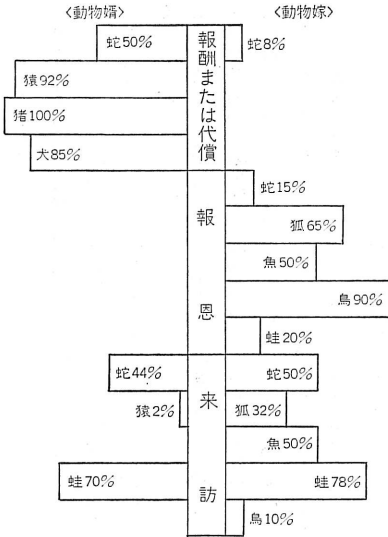 〈動物婿〉 〈動物嫁〉
報酬または代償
蛇50% 蛇8%
猿92%
猪100%
犬85%
報恩
蛇15%
狐65%
魚50%
鳥90%
蛙20%
来訪
蛇44% 蛇50%
猿2% 狐32%
魚50%
蛙70% 蛙78%
鳥10%